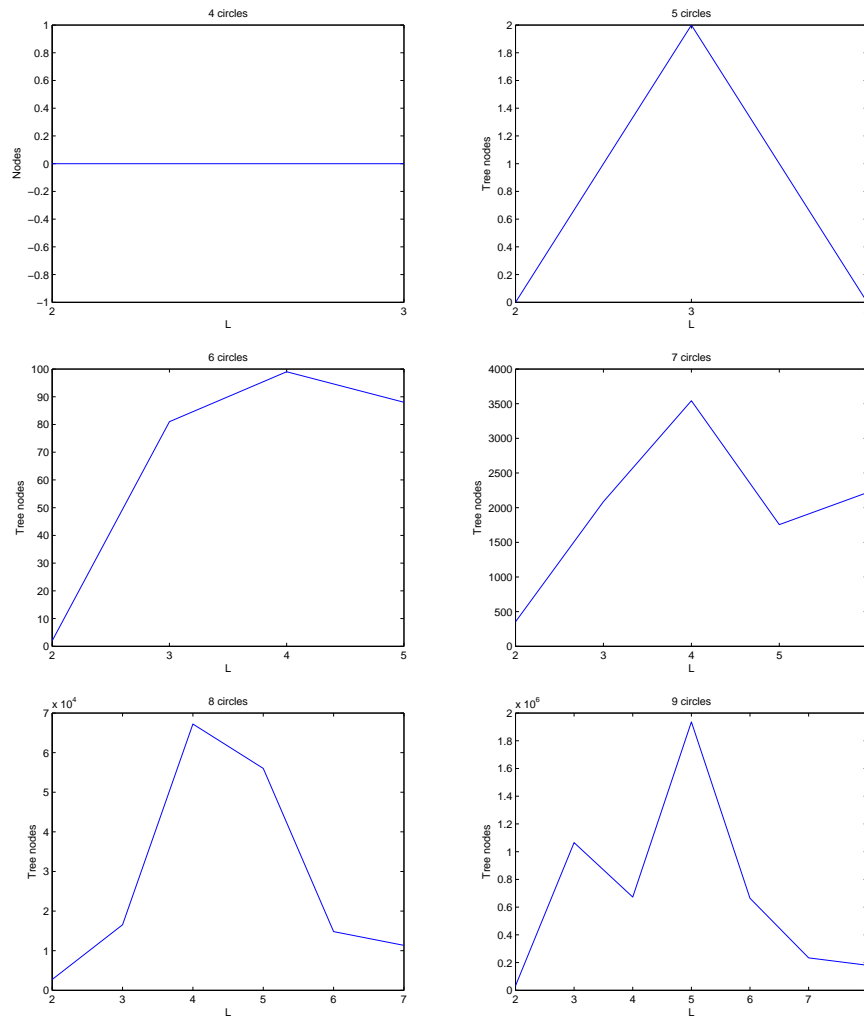 4 circles
1
0.8
0.6
0.4
0.2
0
−0.2
−0.4
−0.6
−0.8
−1
Nodes
2 3
L
5 circles
2
1.8
1.6
1.4
1.2
1
0.8
0.6
0.4
0.2
0
Tree nodes
2 3
L
6 circles
100
90
80
70
60
50
40
30
20
10
0
Tree nodes
2 3 4 5
L
7 circles
4000
3500
3000
2500
2000
1500
1000
500
0
Tree nodes
2 3 4 5
L
8 circles
x 10^4
7
6
5
4
3
2
1
0
Tree nodes
2 3 4 5 6 7
L
9 circles
x 10^6
2
1.8
1.6
1.4
1.2
1
0.8
0.6
0.4
0.2
0
Tree nodes
2 3 4 5 6 7
L